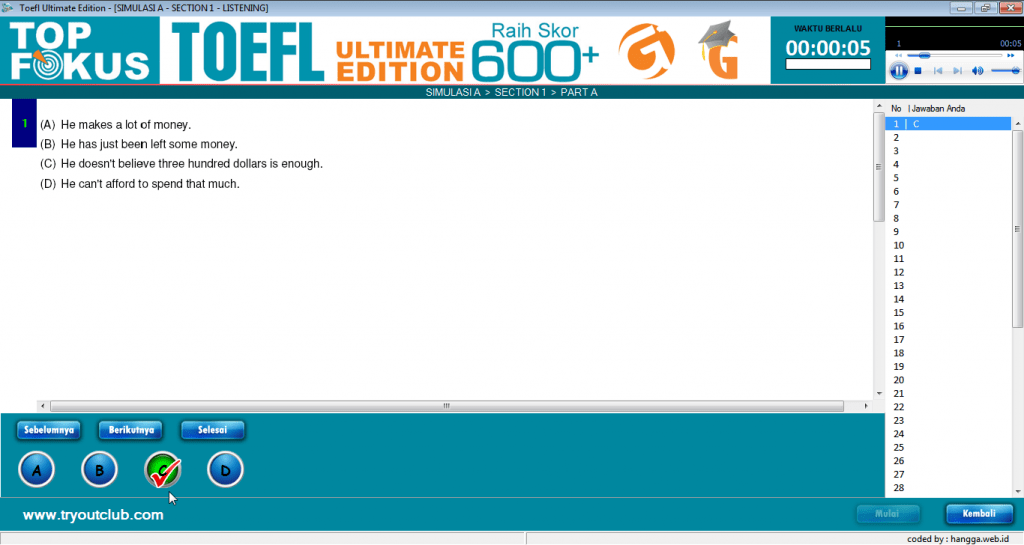 Toefl Ultimate Edition - [SIMULASI A - SECTION 1 - LISTENING]
TOP
FOKUS
TOEFL
ULTIMATE
EDITION
Raih Skor
600+
WAKTU BERLALU
00:00:05
1
00:05
SIMULASI A > SECTION 1 > PART A
1
(A) He makes a lot of money.
(B) He has just been left some money.
(C) He doesn't believe three hundred dollars is enough.
(D) He can't afford to spend that much.
No | Jawaban Anda
1 | C
2
3
4
5
6
7
8
9
10
11
12
13
14
15
16
17
18
19
20
21
22
23
24
25
26
27
28
Sebelumnya
Berikutnya
Selesai
A
B
C
D
www.tryoutclub.com
Mulai
Kembali
coded by : hangga.web.id